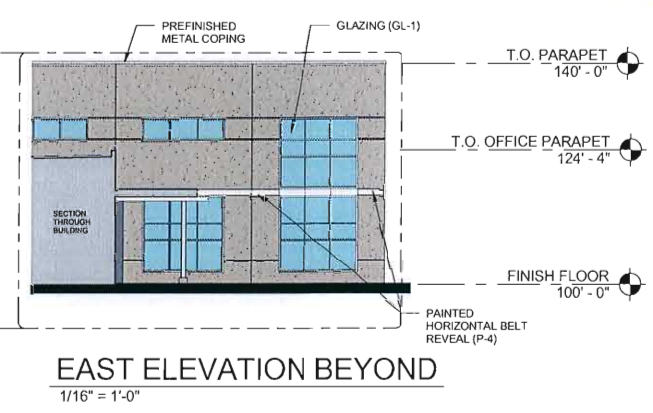 PREFINISHED
METAL COPING
GLAZING (GL-1)
T.O. PARAPET
140' - 0"
T.O. OFFICE PARAPET
124' - 4"
SECTION
THROUGH
BUILDING
FINISH FLOOR
100' - 0"
PAINTED
HORIZONTAL BELT
REVEAL (P-4)
EAST ELEVATION BEYOND
1/16" = 1'-0"